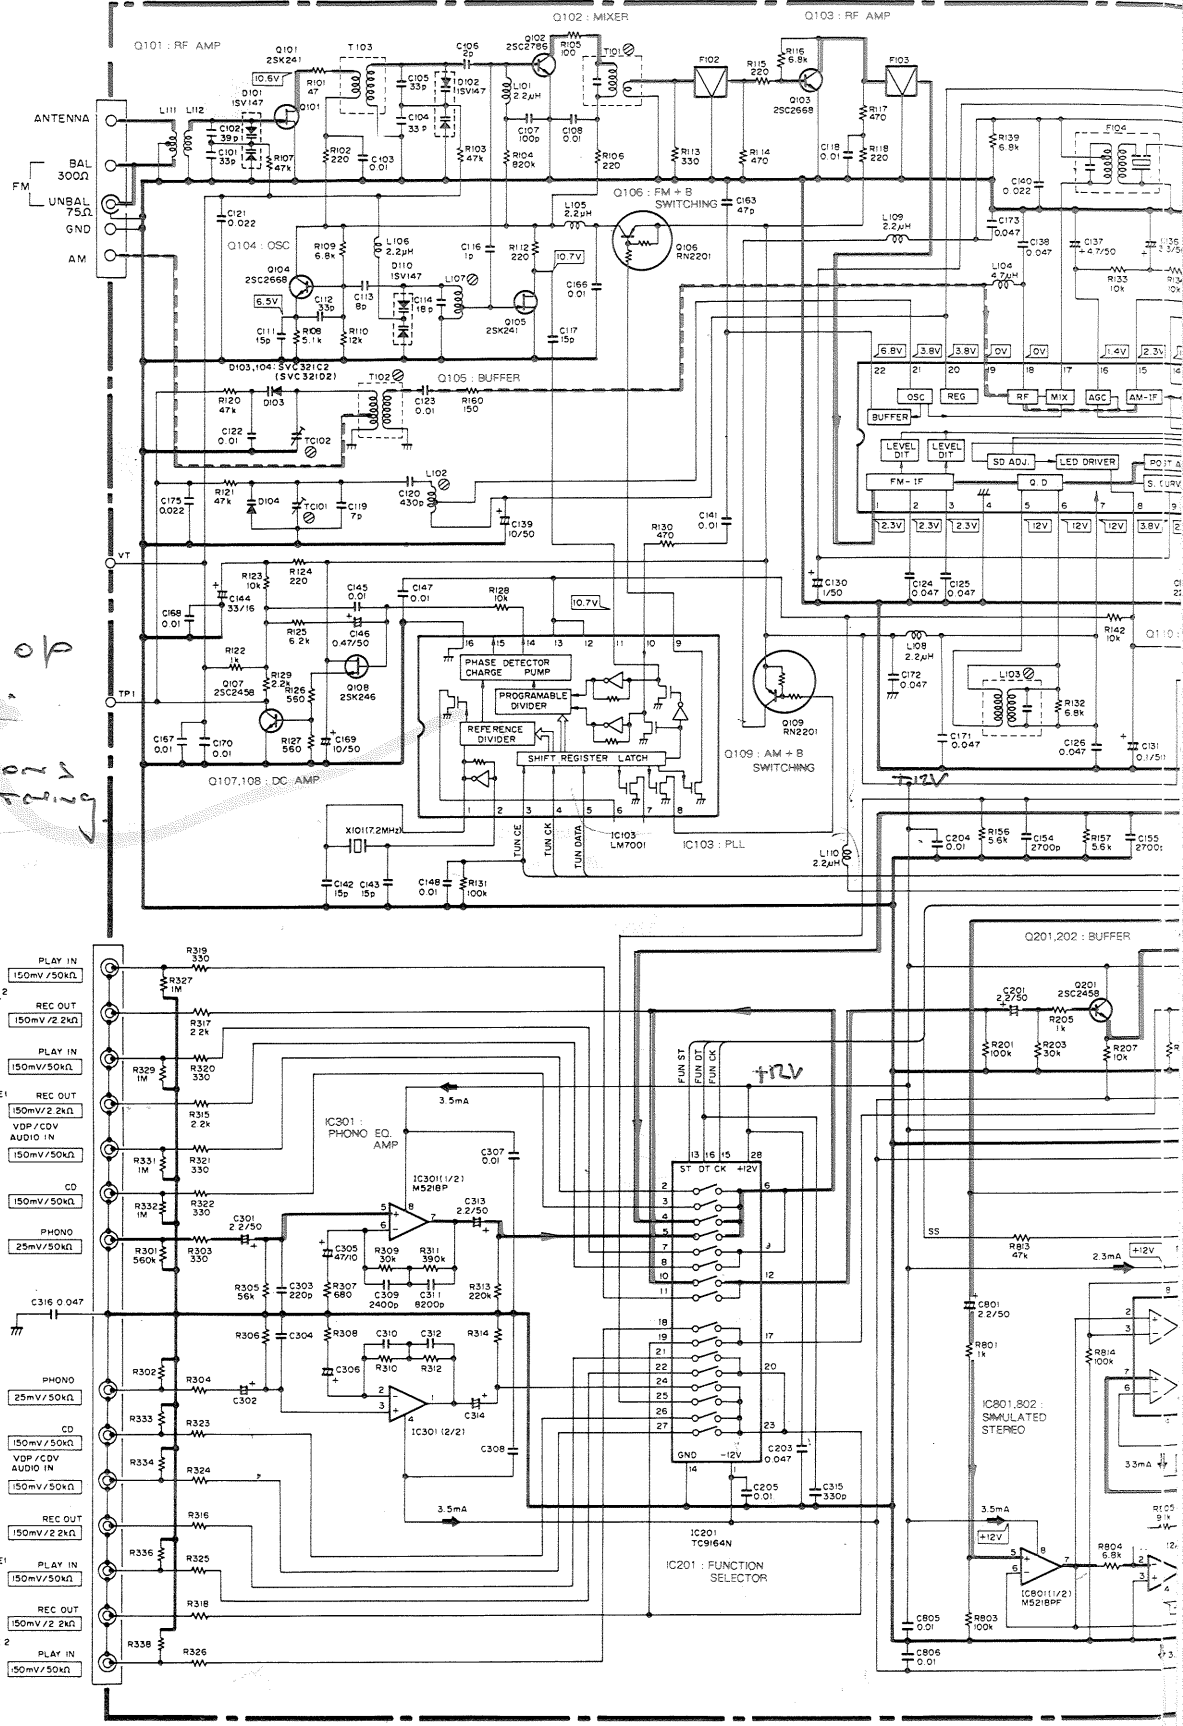 Q101 : RF AMP
Q102 : MIXER
Q103 : RF AMP
Q101
2SK241
10.6V
R101
47
T103
C106
2p
Q102
2SC2786
R105
100
T101
F102
R115
220
R116
6.8k
Q103
2SC2668
F103
R117
470
D101
1SV147
Q101
C105
33p
D102
1SV147
L101
2.2μH
ANTENNA
L111
L112
C102
39p
C101
33p
R107
47k
R102
220
C103
0.01
C104
33p
R103
47k
C107
100p
C108
0.01
R104
820k
R106
220
R113
330
R114
470
C118
0.01
R118
220
R139
6.8k
F104
C140
0.022
BAL
300Ω
FM
UNBAL
75Ω
GND
AM
C121
0.022
Q104 : OSC
R109
6.8k
L106
2.2μH
L105
2.2μH
C116
1p
R112
220
10.7V
Q106 : FM + B
SWITCHING
C163
47p
Q106
RN2201
L109
2.2μH
C173
0.047
C138
0.047
C137
4.7/50
R133
10k
Q104
2SC2668
6.5V
D110
1SV147
L107
C112
33p
C113
8p
C114
18p
C111
15p
R108
5.1k
R110
12k
Q105
2SK241
C166
0.01
C117
15p
L104
4.7μH
D103,104: SVC321C2
(SVC321D2)
T102
Q105 : BUFFER
R120
47k
D103
C122
0.01
TC102
C123
0.01
R160
150
6.8V
3.8V
3.8V
0V
0V
1.4V
2.3V
22
21
20
19
18
17
16
15
14
OSC
REG
RF
MIX
AGC
AM-IF
BUFFER
LEVEL
DIT
LEVEL
DIT
SD ADJ.
LED DRIVER
FM-IF
Q.D
1
2
3
4
5
6
7
8
9
2.3V
2.3V
2.3V
12V
12V
12V
3.8V
C175
0.022
R121
47k
D104
TC101
C119
7p
C120
430p
L102
C139
10/50
R130
470
C141
0.01
VT
R123
10k
R124
220
C144
33/16
C168
0.01
C145
0.01
C147
0.01
R125
6.2k
C146
0.47/50
R128
10k
10.7V
C130
1/50
C124
0.047
C125
0.047
R142
10k
R122
1k
Q107
2SC2458
R129
2.2k
R126
560
Q108
2SK246
TP1
R127
560
C169
10/50
C167
0.01
C170
0.01
Q107,108 : DC AMP
16
15
14
13
12
11
10
9
PHASE DETECTOR
CHARGE PUMP
PROGRAMABLE
DIVIDER
REFERENCE
DIVIDER
SHIFT REGISTER LATCH
1
2
3
4
5
6
7
8
TUN CE
TUN CK
TUN DATA
IC103
LM7001
IC103 : PLL
Q109
RN2201
Q109 : AM + B
SWITCHING
L108
2.2μH
C172
0.047
L103
R132
6.8k
C171
0.047
C126
0.047
X101(7.2MHz)
C142
15p
C143
15p
C148
0.01
R131
100k
L110
2.2μH
C204
0.01
R156
5.6k
C154
2700p
R157
5.6k
C155
Q201,202 : BUFFER
C201
2.2/50
R205
1k
Q201
2SC2458
R201
100k
R203
30k
R207
10k
PLAY IN
150mV/50kΩ
R319
330
R327
1M
REC OUT
150mV/2.2kΩ
R317
2.2k
PLAY IN
150mV/50kΩ
R329
1M
R320
330
REC OUT
150mV/2.2kΩ
R315
2.2k
VDP/CDV
AUDIO IN
150mV/50kΩ
R331
1M
R321
330
CD
150mV/50kΩ
R332
1M
R322
330
PHONO
25mV/50kΩ
R301
560k
R303
330
C301
2.2/50
C316 0.047
3.5mA
IC301 :
PHONO EQ.
AMP
C307
0.01
IC301(1/2)
M5218P
C313
2.2/50
C305
47/10
R309
30k
R311
390k
R305
56k
C303
220p
R307
680
C309
2400p
C311
8200p
R313
220k
R306
C304
R308
C310
C312
R310
R312
R314
C306
C314
IC301 (2/2)
C308
3.5mA
FUN ST
FUN DT
FUN CK
+12V
13
16
15
28
ST
DT
CK
+12V
2
3
4
5
6
7
8
9
10
11
12
18
19
21
22
24
25
26
27
17
20
23
GND
-12V
14
1
C203
0.047
C205
0.01
C315
330p
IC201
TC9164N
IC201 : FUNCTION
SELECTOR
SS
R813
47k
2.3mA
+12V
C801
2.2/50
R801
1k
R814
100k
IC801,802 :
SIMULATED
STEREO
3.3mA
3.5mA
+12V
IC801(1/2)
M5218PF
R804
6.8k
R803
100k
C805
0.01
C806
0.01
R302
PHONO
25mV/50kΩ
R304
C302
R333
R323
CD
150mV/50kΩ
VDP/CDV
AUDIO IN
150mV/50kΩ
R334
R324
REC OUT
150mV/2.2kΩ
R316
R336
PLAY IN
150mV/50kΩ
R325
REC OUT
150mV/2.2kΩ
R318
R338
PLAY IN
150mV/50kΩ
R326